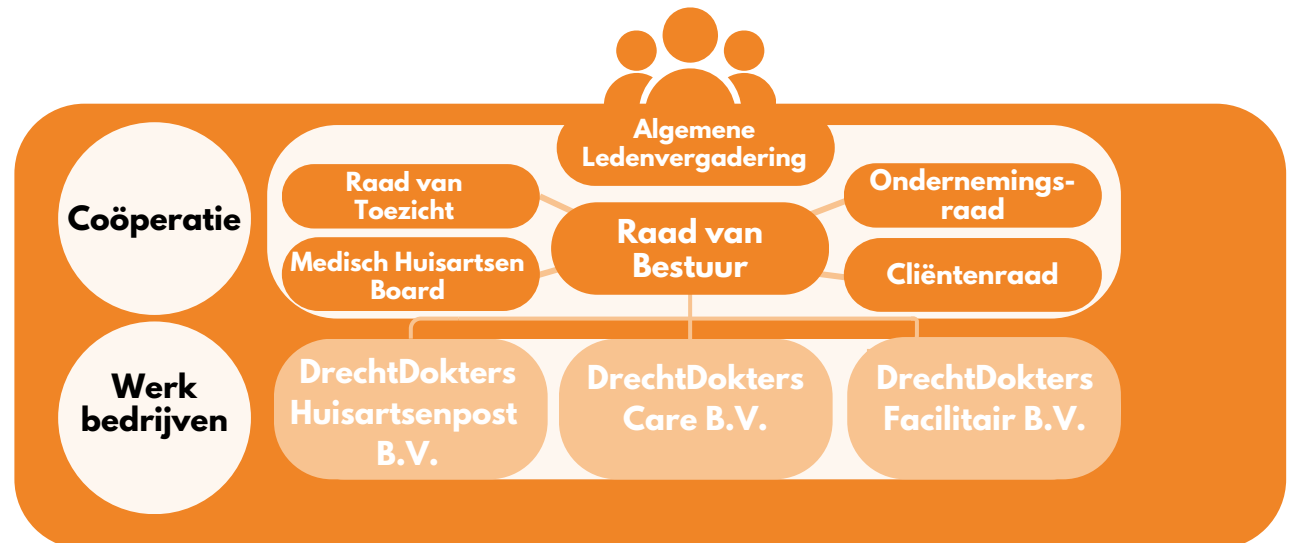 Algemene
Ledenvergadering
Coöperatie
Raad van
Toezicht
Ondernemings-
raad
Raad van
Bestuur
Medisch Huisartsen
Board
Cliëntenraad
Werk
bedrijven
DrechtDokters
Huisartsenpost
B.V.
DrechtDokters
Care B.V.
DrechtDokters
Facilitair B.V.